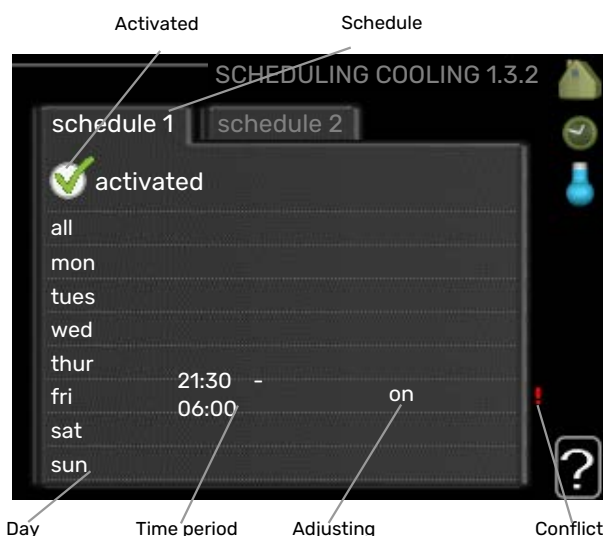 Activated Schedule
SCHEDULING COOLING 1.3.2
schedule 1 schedule 2
activated
all
mon
tues
wed
thur
fri 21:30 - on !
06:00
sat
sun
?
Day Time period Adjusting Conflict